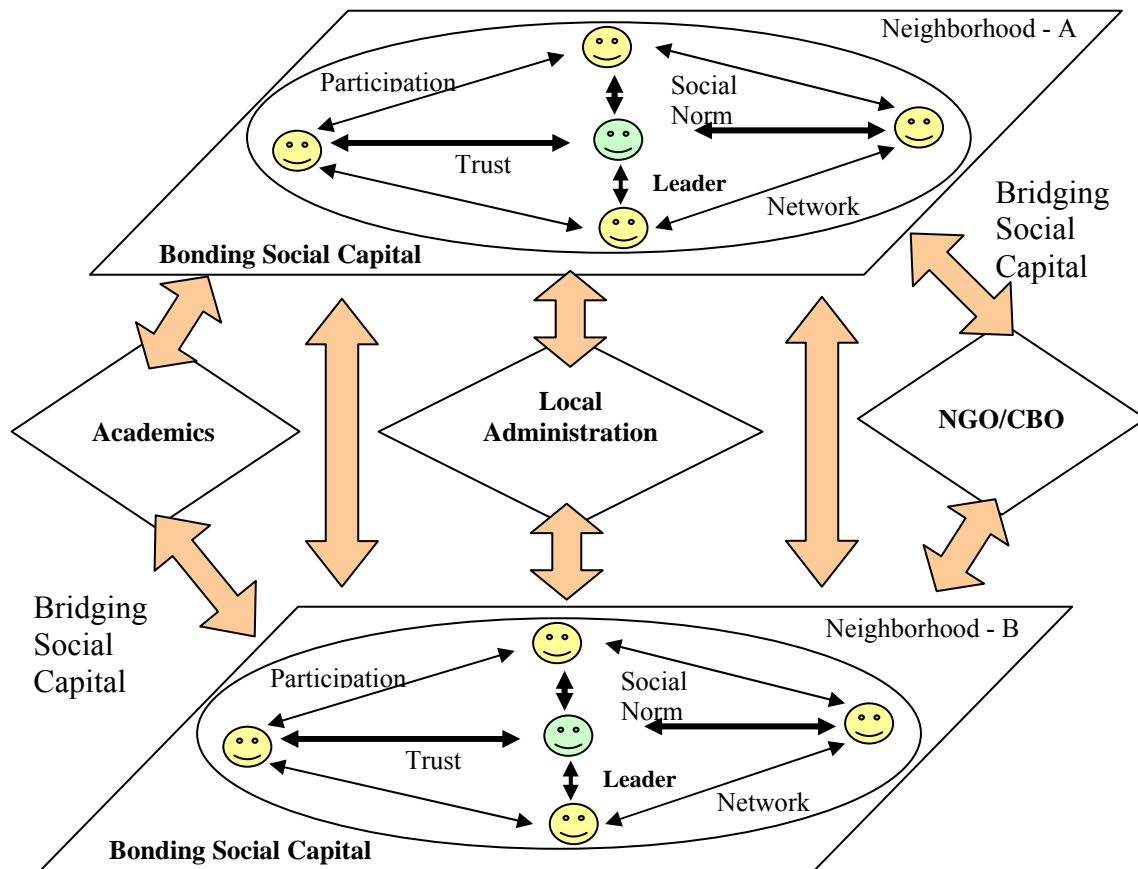 Neighborhood - A
Participation
Social
Norm
Trust
Leader
Network
Bonding Social Capital
Bridging
Social
Capital
Academics
Local
Administration
NGO/CBO
Bridging
Social
Capital
Neighborhood - B
Participation
Social
Norm
Trust
Leader
Network
Bonding Social Capital